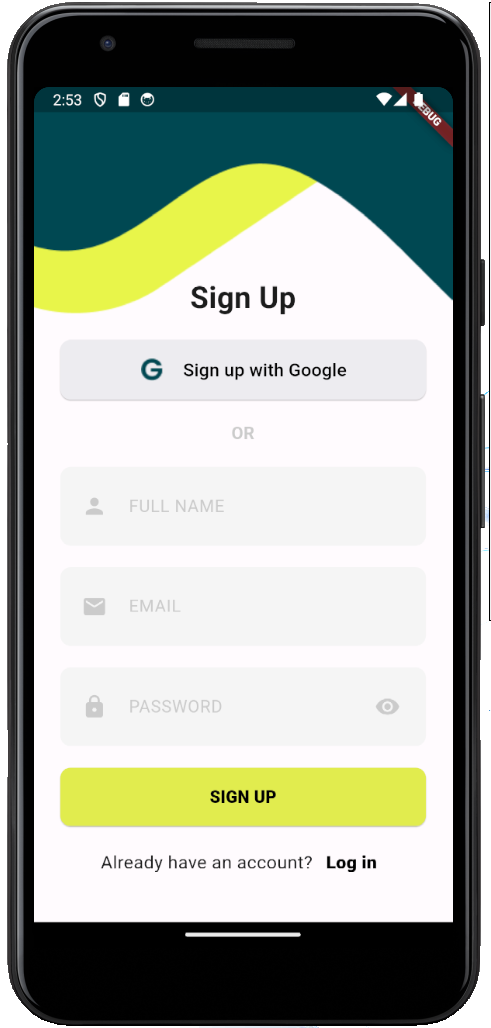 2:53
DEBUG
Sign Up
G Sign up with Google
OR
FULL NAME
EMAIL
PASSWORD
SIGN UP
Already have an account? Log in